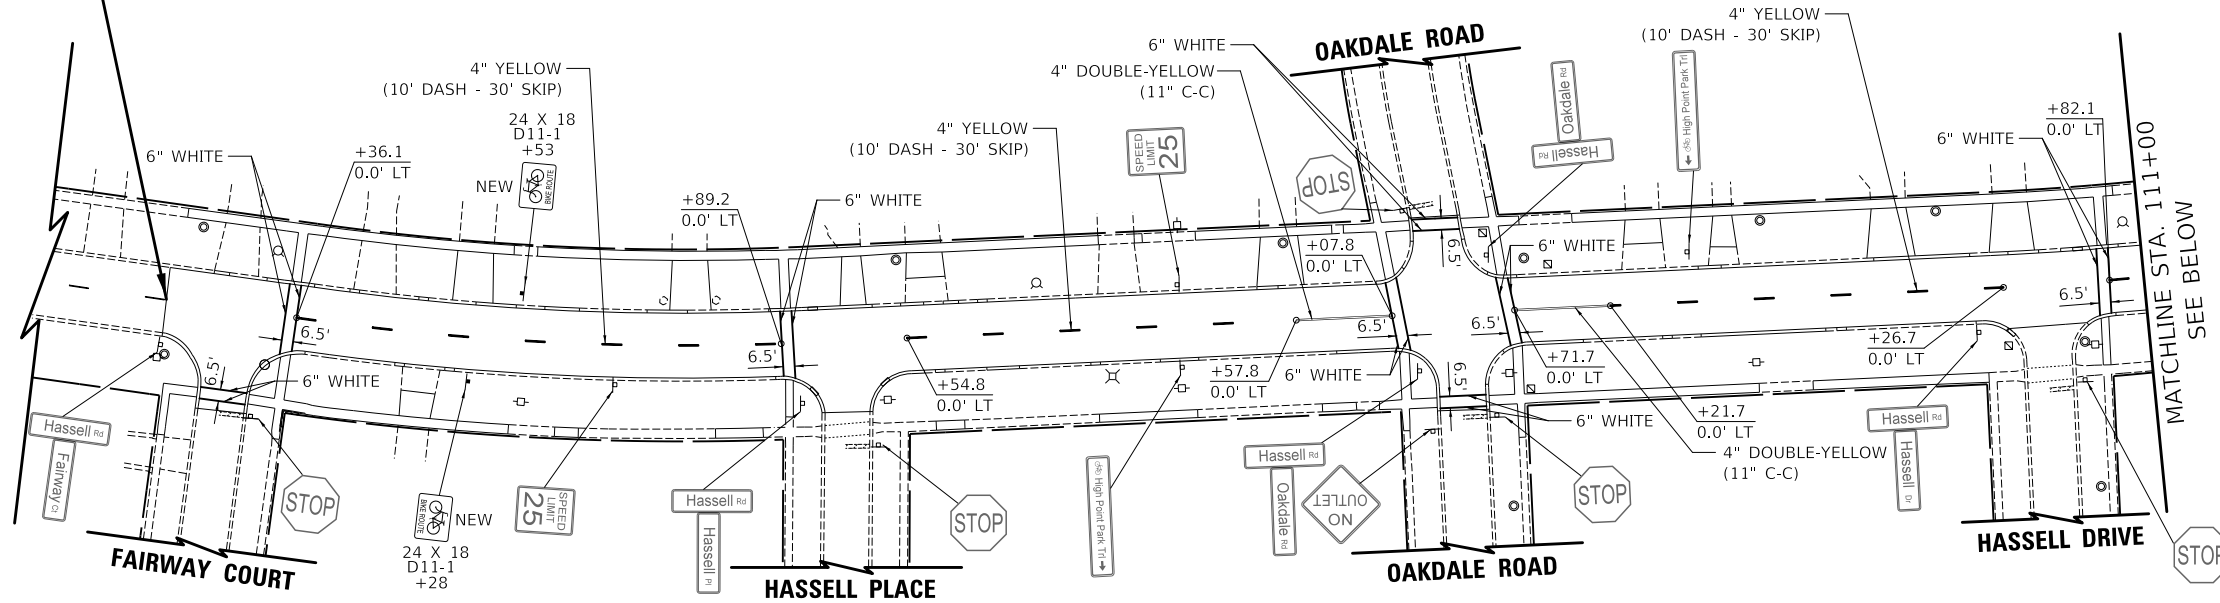 4" YELLOW
(10' DASH - 30' SKIP)
24 X 18
D11-1
+53
NEW
BIKE ROUTE
6" WHITE
+36.1
0.0' LT
+89.2
0.0' LT
6" WHITE
4" YELLOW
(10' DASH - 30' SKIP)
6" WHITE
4" DOUBLE-YELLOW
(11" C-C)
SPEED
LIMIT
25
OAKDALE ROAD
STOP
Oakdale Rd
Hassell Rd
High Point Park Trl
4" YELLOW
(10' DASH - 30' SKIP)
+82.1
0.0' LT
6" WHITE
MATCHLINE STA. 111+00
SEE BELOW
+07.8
0.0' LT
6.5'
6" WHITE
6.5'
6.5'
6.5'
6.5'
6.5'
6.5'
6.5'
6" WHITE
+54.8
0.0' LT
+57.8
0.0' LT
6" WHITE
+71.7
0.0' LT
+26.7
0.0' LT
6" WHITE
+21.7
0.0' LT
4" DOUBLE-YELLOW
(11" C-C)
Hassell Rd
Fairway Ct
STOP
BIKE ROUTE
NEW
24 X 18
D11-1
+28
SPEED
LIMIT
25
Hassell Rd
Hassell Pl
STOP
High Point Park Trl
Hassell Rd
Oakdale Rd
NO
OUTLET
STOP
Hassell Rd
Hassell Dr
STOP
FAIRWAY COURT
HASSELL PLACE
OAKDALE ROAD
HASSELL DRIVE